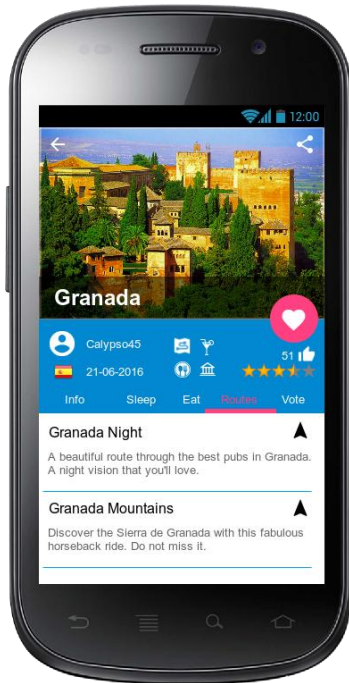 12:00
Granada
Calypso45
51
21-06-2016
Info Sleep Eat Routes Vote
Granada Night
A beautiful route through the best pubs in Granada.
A night vision that you'll love.
Granada Mountains
Discover the Sierra de Granada with this fabulous
horseback ride. Do not miss it.